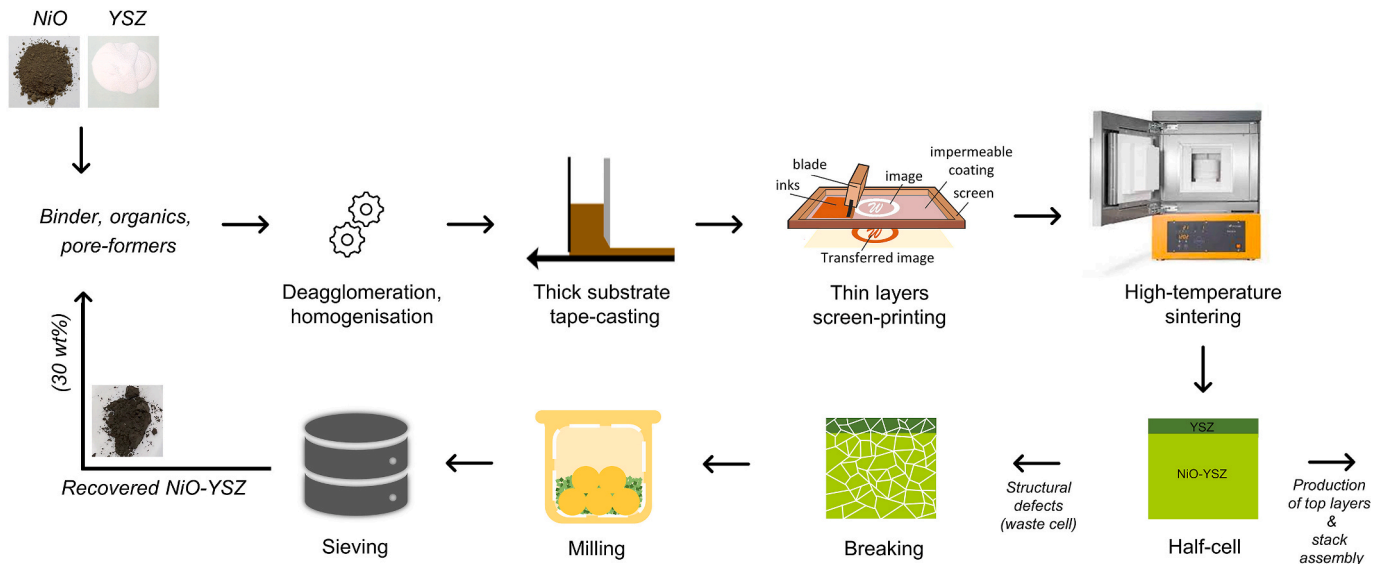 NiO
YSZ
Binder, organics,
pore-formers
Deagglomeration,
homogenisation
Thick substrate
tape-casting
blade
inks
image
impermeable
coating
screen
Transferred image
Thin layers
screen-printing
High-temperature
sintering
(30 wt%)
Recovered NiO-YSZ
Sieving
Milling
Breaking
Structural
defects
(waste cell)
YSZ
NiO-YSZ
Half-cell
Production
of top layers
&
stack
assembly